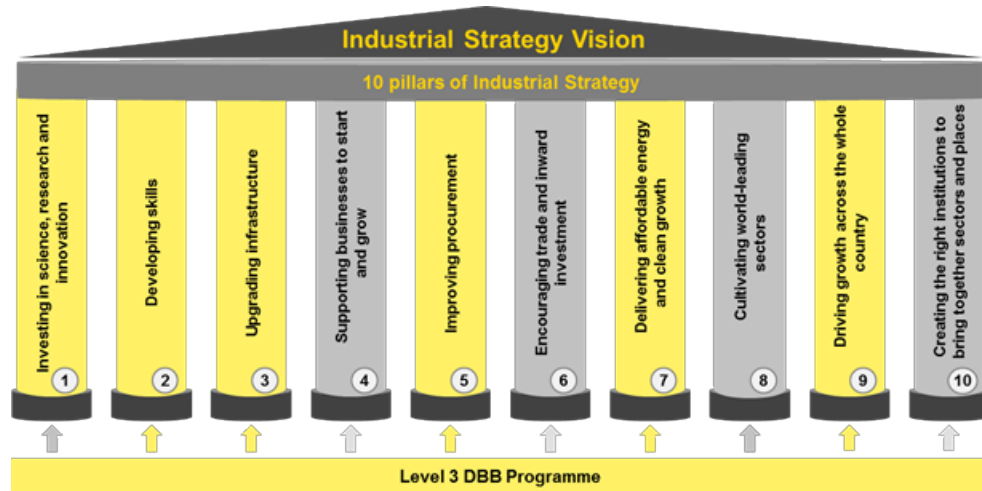 Industrial Strategy Vision
10 pillars of Industrial Strategy
Investing in science, research and
innovation
1
Developing skills
2
Upgrading infrastructure
3
Supporting businesses to start
and grow
4
Improving procurement
5
Encouraging trade and inward
investment
6
Delivering affordable energy
and clean growth
7
Cultivating world-leading
sectors
8
Driving growth across the whole
country
9
Creating the right institutions to
bring together sectors and places
10
Level 3 DBB Programme